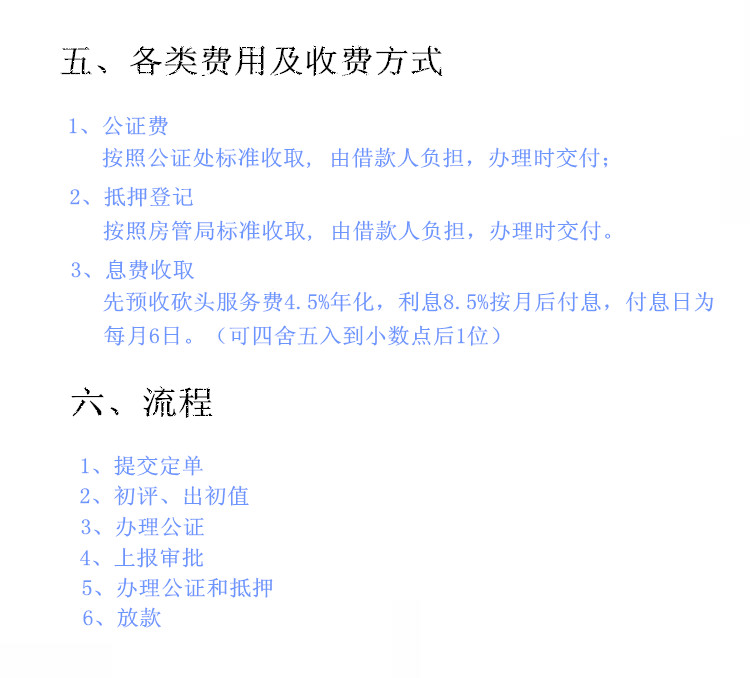 五、各类费用及收费方式
1、公证费
按照公证处标准收取, 由借款人负担，办理时交付；
2、抵押登记
按照房管局标准收取, 由借款人负担，办理时交付。
3、息费收取
先预收砍头服务费4.5%年化，利息8.5%按月后付息，付息日为
每月6日。（可四舍五入到小数点后1位）
六、流程
1、提交定单
2、初评、出初值
3、办理公证
4、上报审批
5、办理公证和抵押
6、放款